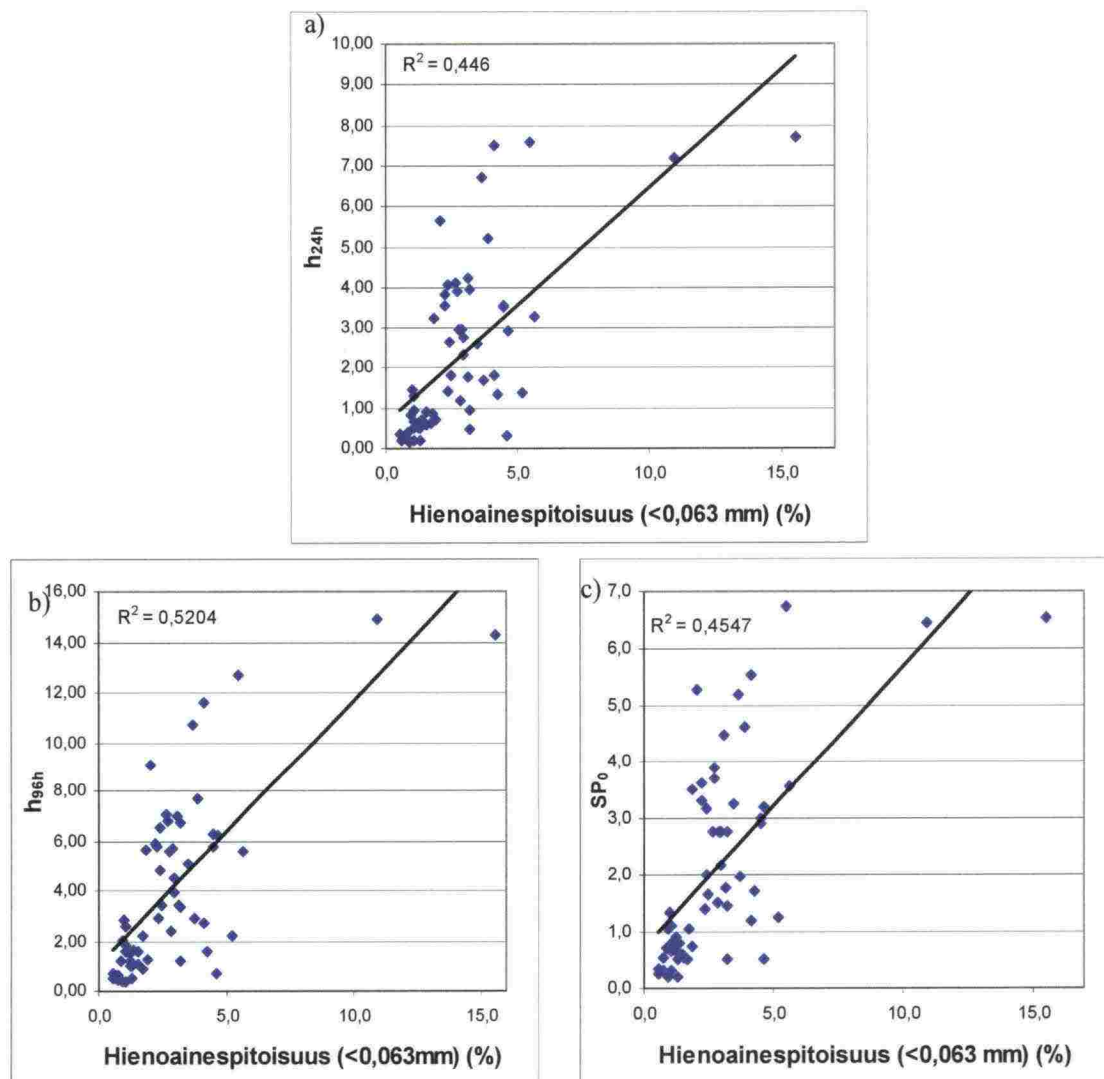 a)
R² = 0,446
10,00
9,00
8,00
7,00
6,00
5,00
4,00
3,00
2,00
1,00
0,00
h24h
0,0 5,0 10,0 15,0
Hienoainespitoisuus (<0,063 mm) (%)
b)
R² = 0,5204
16,00
14,00
12,00
10,00
8,00
6,00
4,00
2,00
0,00
h96h
0,0 5,0 10,0 15,0
Hienoainespitoisuus (<0,063mm) (%)
c)
R² = 0,4547
7,0
6,0
5,0
4,0
3,0
2,0
1,0
0,0
SP0
0,0 5,0 10,0 15,0
Hienoainespitoisuus (<0,063 mm) (%)